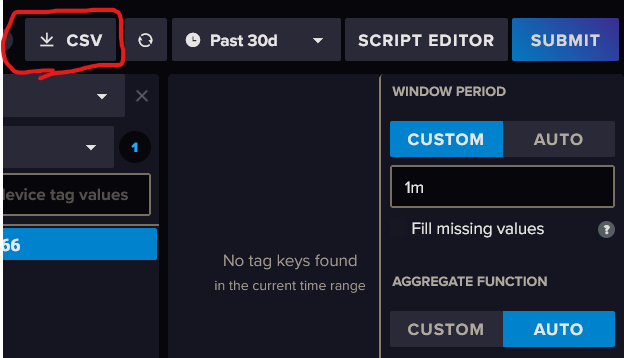 CSV
Past 30d
SCRIPT EDITOR
SUBMIT
WINDOW PERIOD
CUSTOM
AUTO
1
1m
device tag values
Fill missing values
?
66
No tag keys found
in the current time range
AGGREGATE FUNCTION
CUSTOM
AUTO